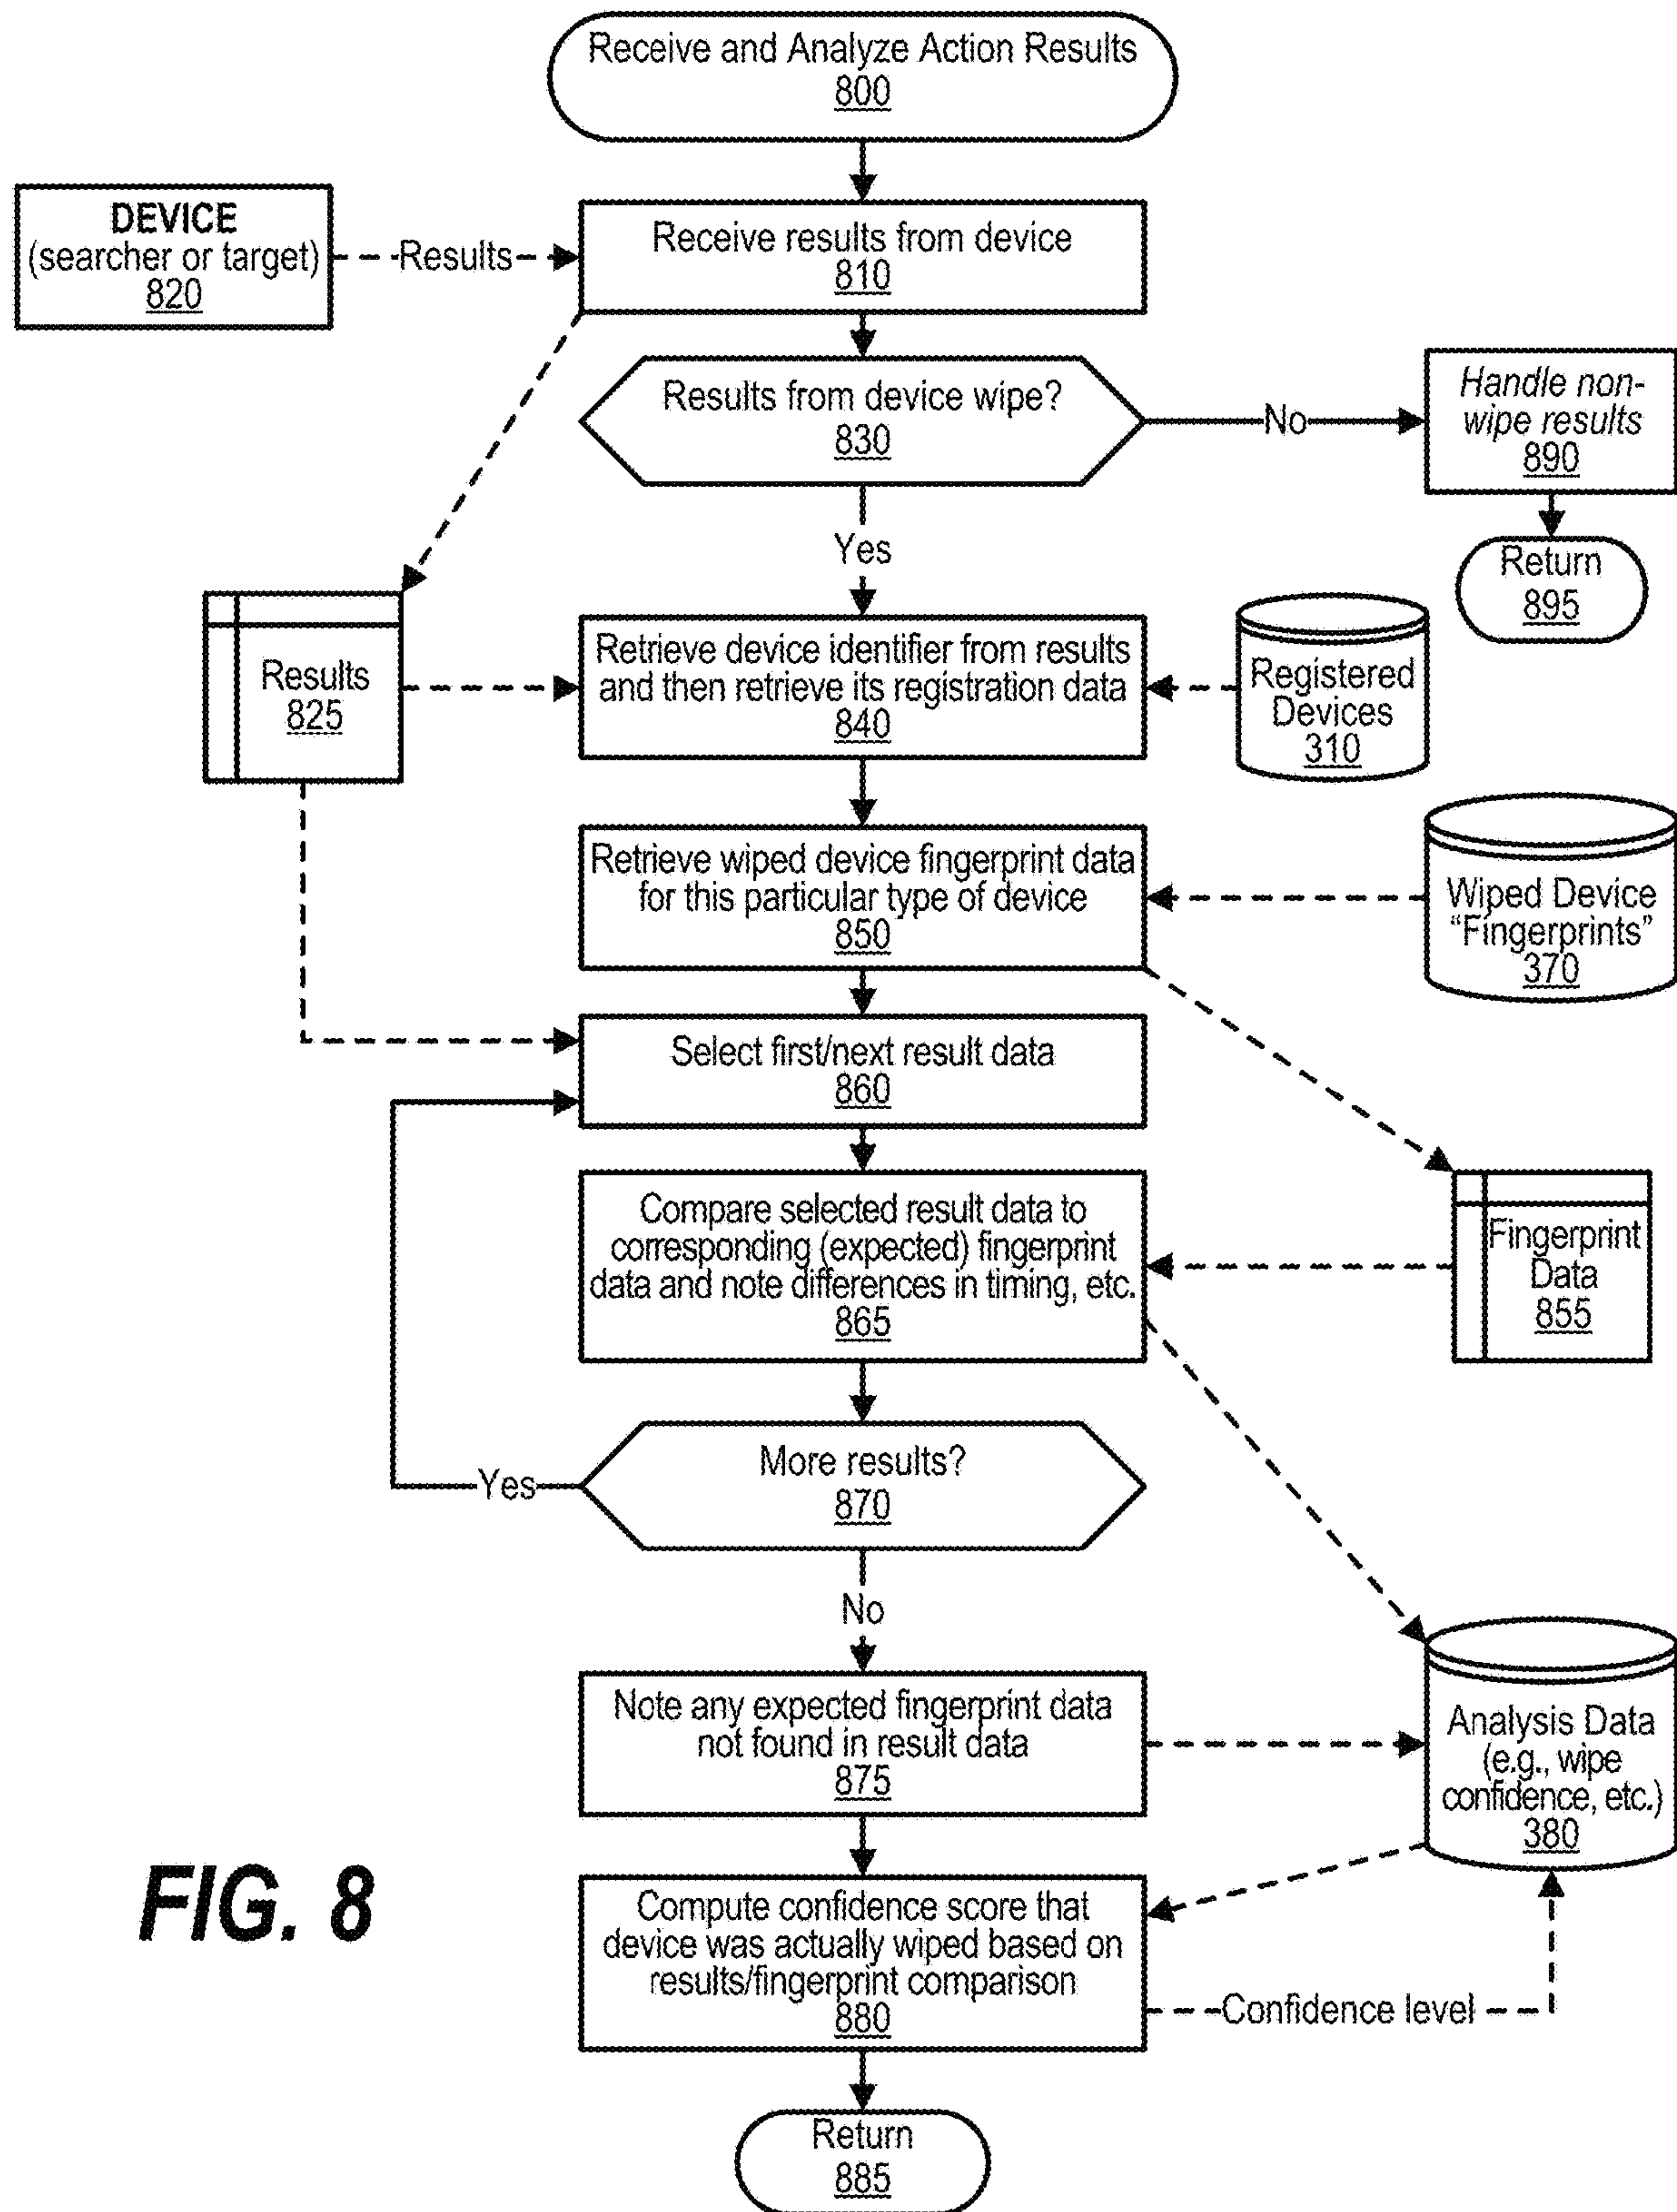 Receive and Analyze Action Results
800
DEVICE
(searcher or target)
820
Results
Receive results from device
810
Results from device wipe?
830
No
Handle non-
wipe results
890
Yes
Return
895
Results
825
Retrieve device identifier from results
and then retrieve its registration data
840
Registered
Devices
310
Retrieve wiped device fingerprint data
for this particular type of device
850
Wiped Device
“Fingerprints”
370
Select first/next result data
860
Compare selected result data to
corresponding (expected) fingerprint
data and note differences in timing, etc.
865
Fingerprint
Data
855
More results?
870
Yes
No
Note any expected fingerprint data
not found in result data
875
Analysis Data
(e.g., wipe
confidence, etc.)
380
FIG. 8
Compute confidence score that
device was actually wiped based on
results/fingerprint comparison
880
Confidence level
Return
885